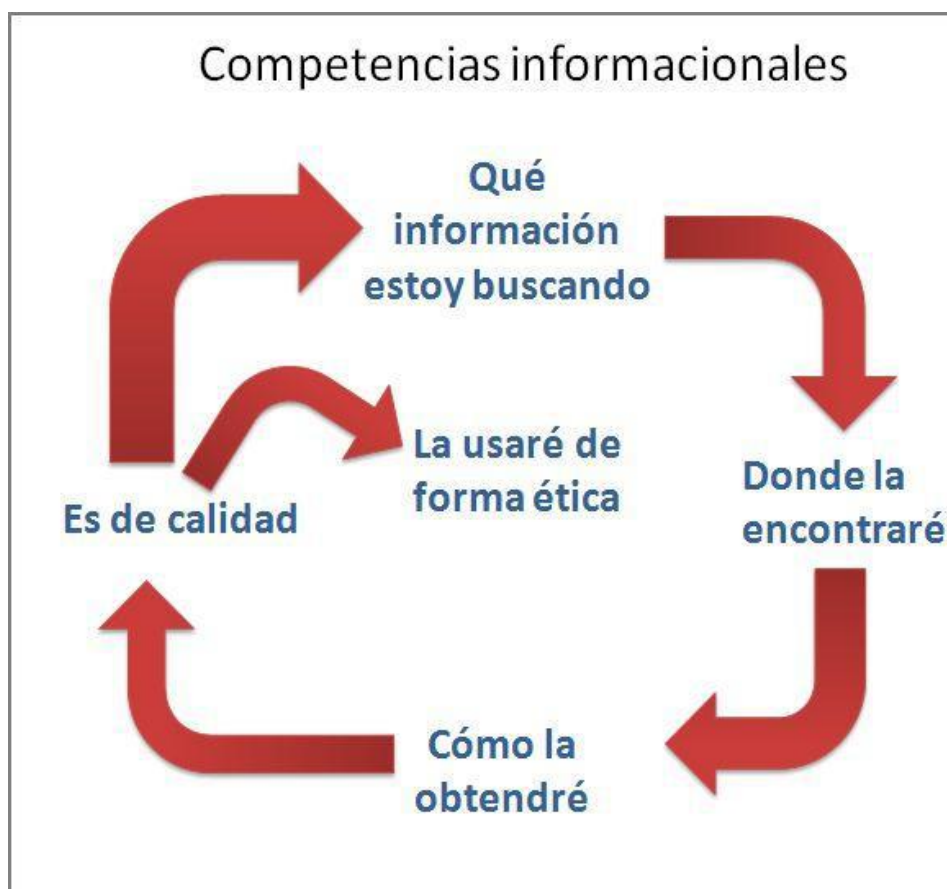 Competencias informacionales
Qué
información
estoy buscando
La usaré de
forma ética
Donde la
encontraré
Es de calidad
Cómo la
obtendré